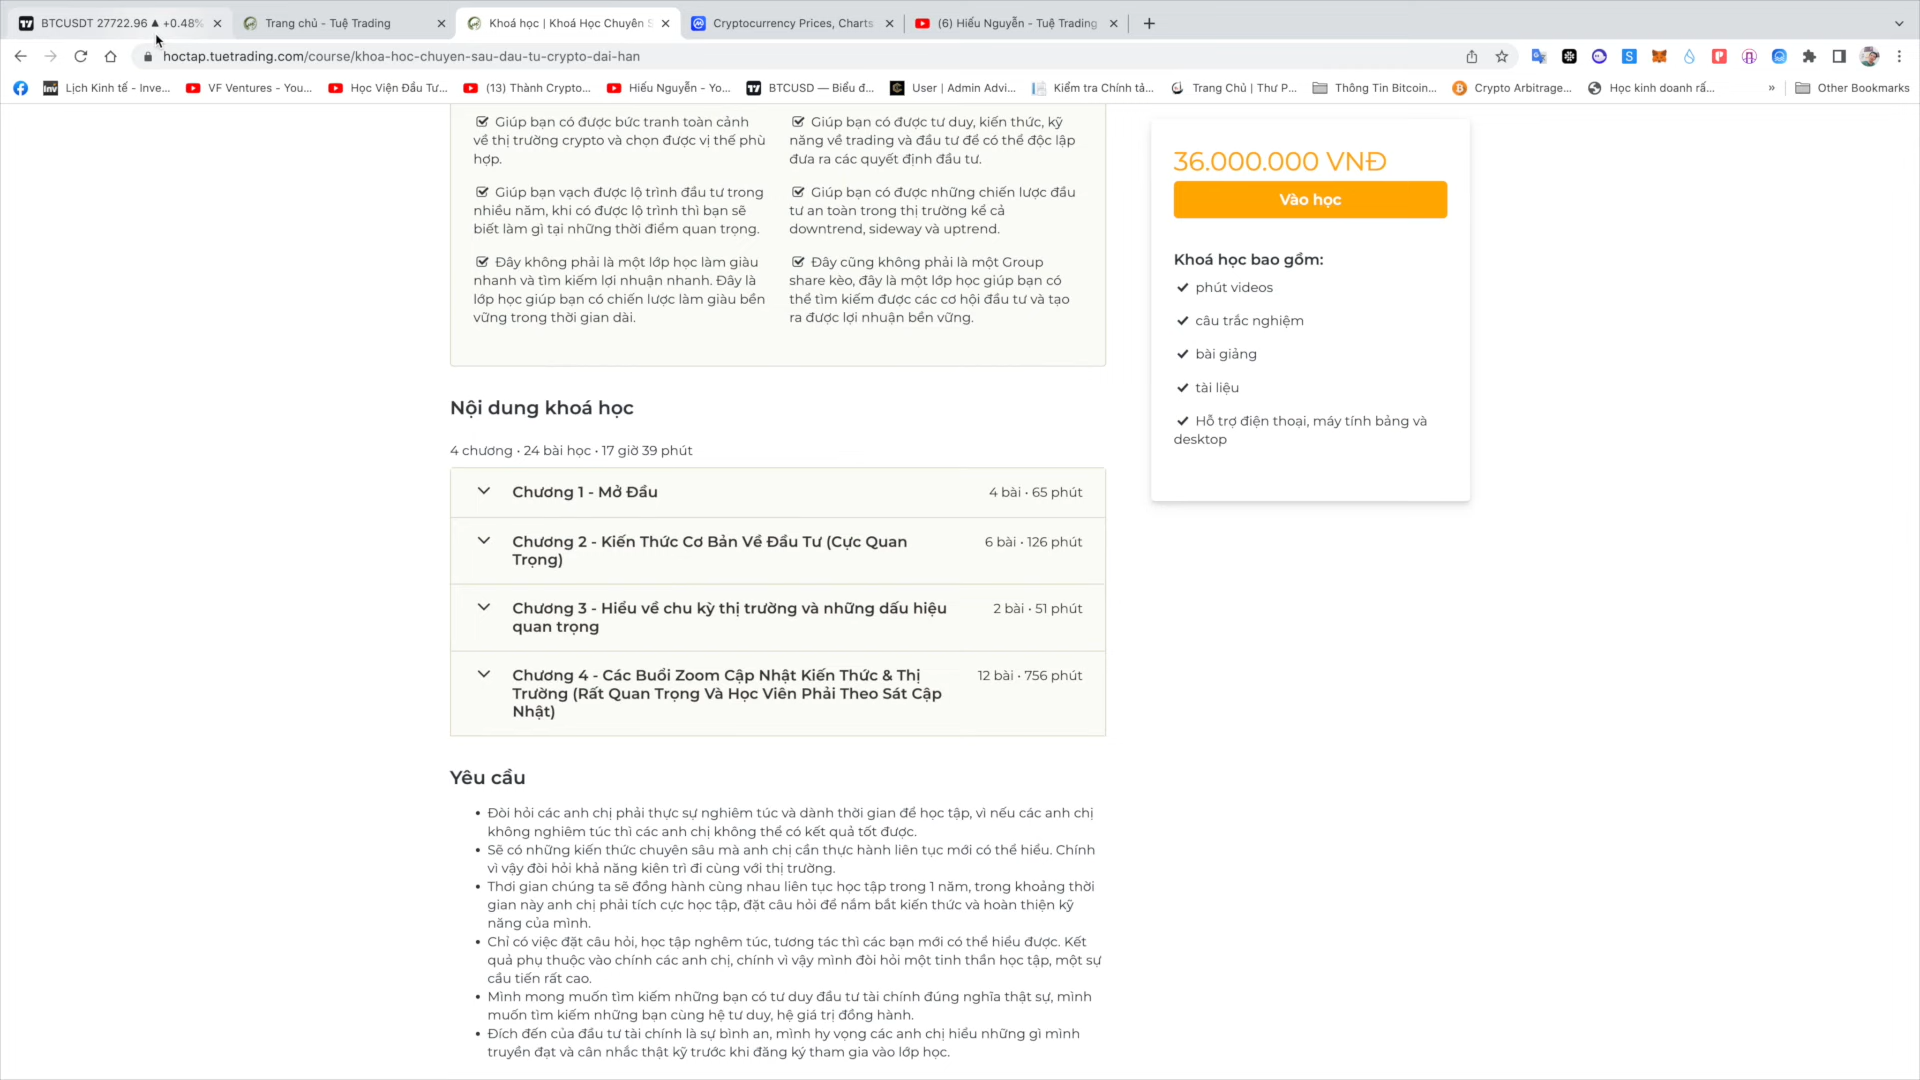 BTCUSDT 27722.96 ▲ +0.48%
Trang chủ - Tuệ Trading
Khoá học | Khoá Học Chuyên S
Cryptocurrency Prices, Charts
(6) Hiếu Nguyễn - Tuệ Trading
hoctap.tuetrading.com/course/khoa-hoc-chuyen-sau-dau-tu-crypto-dai-han
Lịch Kinh tế - Inve...
VF Ventures - You...
Học Viện Đầu Tư...
(13) Thành Crypto...
Hiếu Nguyễn - Yo...
BTCUSD — Biểu đ...
User | Admin Advi...
Kiểm tra Chính tả...
Trang Chủ | Thư P...
Thông Tin Bitcoin...
Crypto Arbitrage...
Học kinh doanh rấ...
»
Other Bookmarks
Giúp bạn có được bức tranh toàn cảnh
về thị trường crypto và chọn được vị thế phù
hợp.
Giúp bạn có được tư duy, kiến thức, kỹ
năng về trading và đầu tư để có thể độc lập
đưa ra các quyết định đầu tư.
Giúp bạn vạch được lộ trình đầu tư trong
nhiều năm, khi có được lộ trình thì bạn sẽ
biết làm gì tại những thời điểm quan trọng.
Giúp bạn có được những chiến lược đầu
tư an toàn trong thị trường kể cả
downtrend, sideway và uptrend.
Đây không phải là một lớp học làm giàu
nhanh và tìm kiếm lợi nhuận nhanh. Đây là
lớp học giúp bạn có chiến lược làm giàu bền
vững trong thời gian dài.
Đây cũng không phải là một Group
share kèo, đây là một lớp học giúp bạn có
thể tìm kiếm được các cơ hội đầu tư và tạo
ra được lợi nhuận bền vững.
36.000.000 VNĐ
Vào học
Khoá học bao gồm:
phút videos
câu trắc nghiệm
bài giảng
tài liệu
Hỗ trợ điện thoại, máy tính bảng và
desktop
Nội dung khoá học
4 chương • 24 bài học • 17 giờ 39 phút
Chương 1 - Mở Đầu
4 bài • 65 phút
Chương 2 - Kiến Thức Cơ Bản Về Đầu Tư (Cực Quan
Trọng)
6 bài • 126 phút
Chương 3 - Hiểu về chu kỳ thị trường và những dấu hiệu
quan trọng
2 bài • 51 phút
Chương 4 - Các Buổi Zoom Cập Nhật Kiến Thức & Thị
Trường (Rất Quan Trọng Và Học Viên Phải Theo Sát Cập
Nhật)
12 bài • 756 phút
Yêu cầu
• Đòi hỏi các anh chị phải thực sự nghiêm túc và dành thời gian để học tập, vì nếu các anh chị
không nghiêm túc thì các anh chị không thể có kết quả tốt được.
• Sẽ có những kiến thức chuyên sâu mà anh chị cần thực hành liên tục mới có thể hiểu. Chính
vì vậy đòi hỏi khả năng kiên trì đi cùng với thị trường.
• Thơi gian chúng ta sẽ đồng hành cùng nhau liên tục học tập trong 1 năm, trong khoảng thời
gian này anh chị phải tích cực học tập, đặt câu hỏi để nắm bắt kiến thức và hoàn thiện kỹ
năng của mình.
• Chỉ có việc đặt câu hỏi, học tập nghêm túc, tương tác thì các bạn mới có thể hiểu được. Kết
quả phụ thuộc vào chính các anh chị, chính vì vậy mình đòi hỏi một tinh thần học tập, một sự
cầu tiến rất cao.
• Mình mong muốn tìm kiếm những bạn có tư duy đầu tư tài chính đúng nghĩa thật sự, mình
muốn tìm kiếm những bạn cùng hệ tư duy, hệ giá trị đồng hành.
• Đích đến của đầu tư tài chính là sự bình an, mình hy vọng các anh chị hiểu những gì mình
truyền đạt và cân nhắc thật kỹ trước khi đăng ký tham gia vào lớp học.